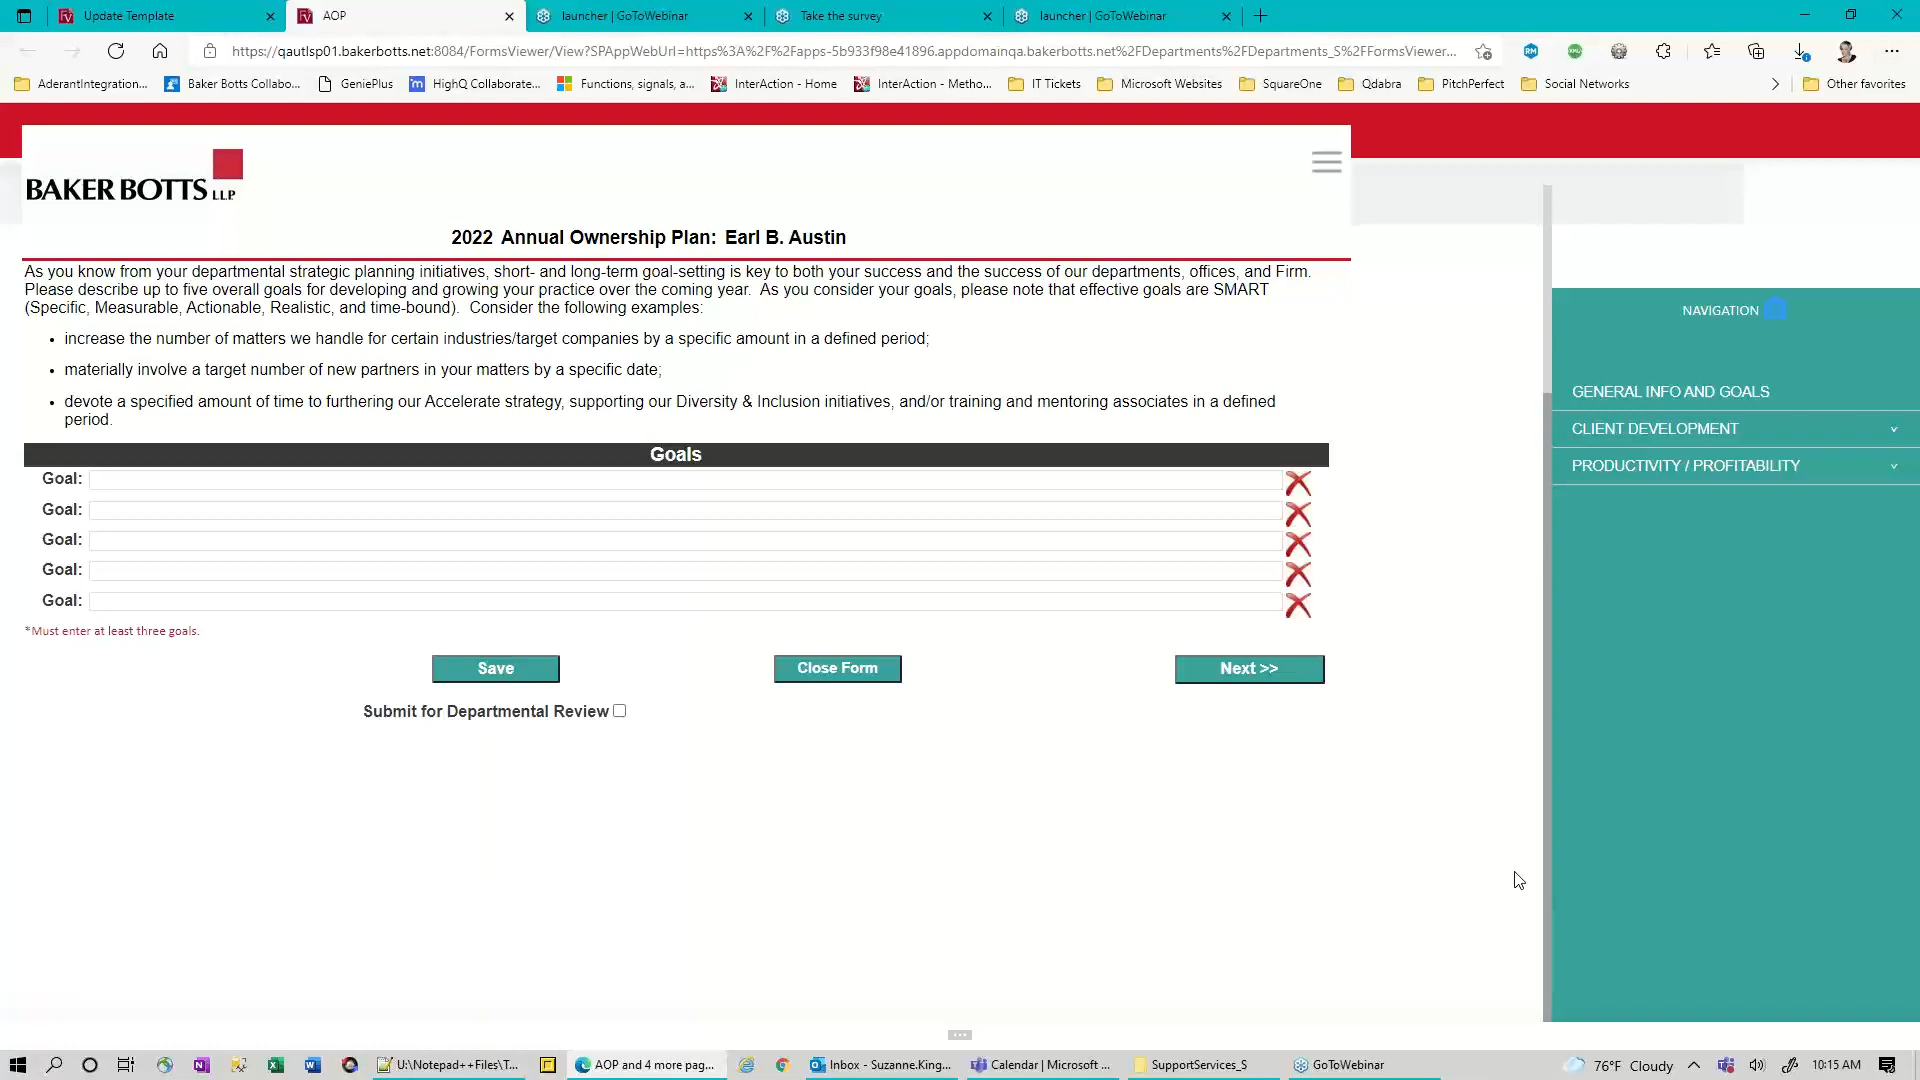 Update Template
AOP
launcher | GoToWebinar
Take the survey
launcher | GoToWebinar
https://qautlsp01.bakerbotts.net:8084/FormsViewer/View?SPAppWebUrl=https%3A%2F%2Fapps-5b933f98e41896.appdomainqa.bakerbotts.net%2FDepartments%2FDepartments_S%2FFormsViewer...
AderantIntegration...
Baker Botts Collabo...
GeniePlus
HighQ Collaborate...
Functions, signals, a...
InterAction - Home
InterAction - Metho...
IT Tickets
Microsoft Websites
SquareOne
Qdabra
PitchPerfect
Social Networks
Other favorites
BAKER BOTTS LLP
2022 Annual Ownership Plan: Earl B. Austin
As you know from your departmental strategic planning initiatives, short- and long-term goal-setting is key to both your success and the success of our departments, offices, and Firm.
Please describe up to five overall goals for developing and growing your practice over the coming year. As you consider your goals, please note that effective goals are SMART
(Specific, Measurable, Actionable, Realistic, and time-bound). Consider the following examples:
• increase the number of matters we handle for certain industries/target companies by a specific amount in a defined period;
• materially involve a target number of new partners in your matters by a specific date;
• devote a specified amount of time to furthering our Accelerate strategy, supporting our Diversity & Inclusion initiatives, and/or training and mentoring associates in a defined
period.
Goals
Goal:
Goal:
Goal:
Goal:
Goal:
*Must enter at least three goals.
Save
Close Form
Next >>
Submit for Departmental Review
NAVIGATION
GENERAL INFO AND GOALS
CLIENT DEVELOPMENT
PRODUCTIVITY / PROFITABILITY
U:\Notepad++Files\T...
AOP and 4 more pag...
Inbox - Suzanne.King...
Calendar | Microsoft ...
SupportServices_S
GoToWebinar
76°F Cloudy
10:15 AM